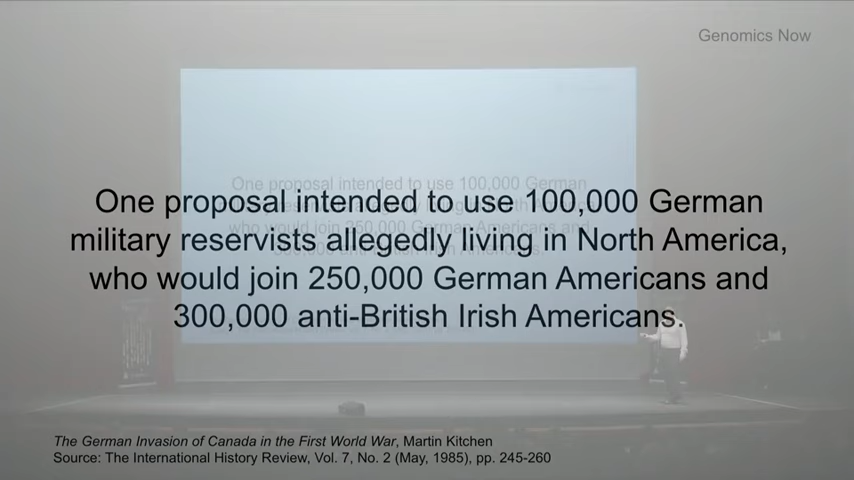 Genomics Now
One proposal intended to use 100,000 German
military reservists allegedly living in North America,
who would join 250,000 German Americans and
300,000 anti-British Irish Americans.
The German Invasion of Canada in the First World War, Martin Kitchen
Source: The International History Review, Vol. 7, No. 2 (May, 1985), pp. 245-260